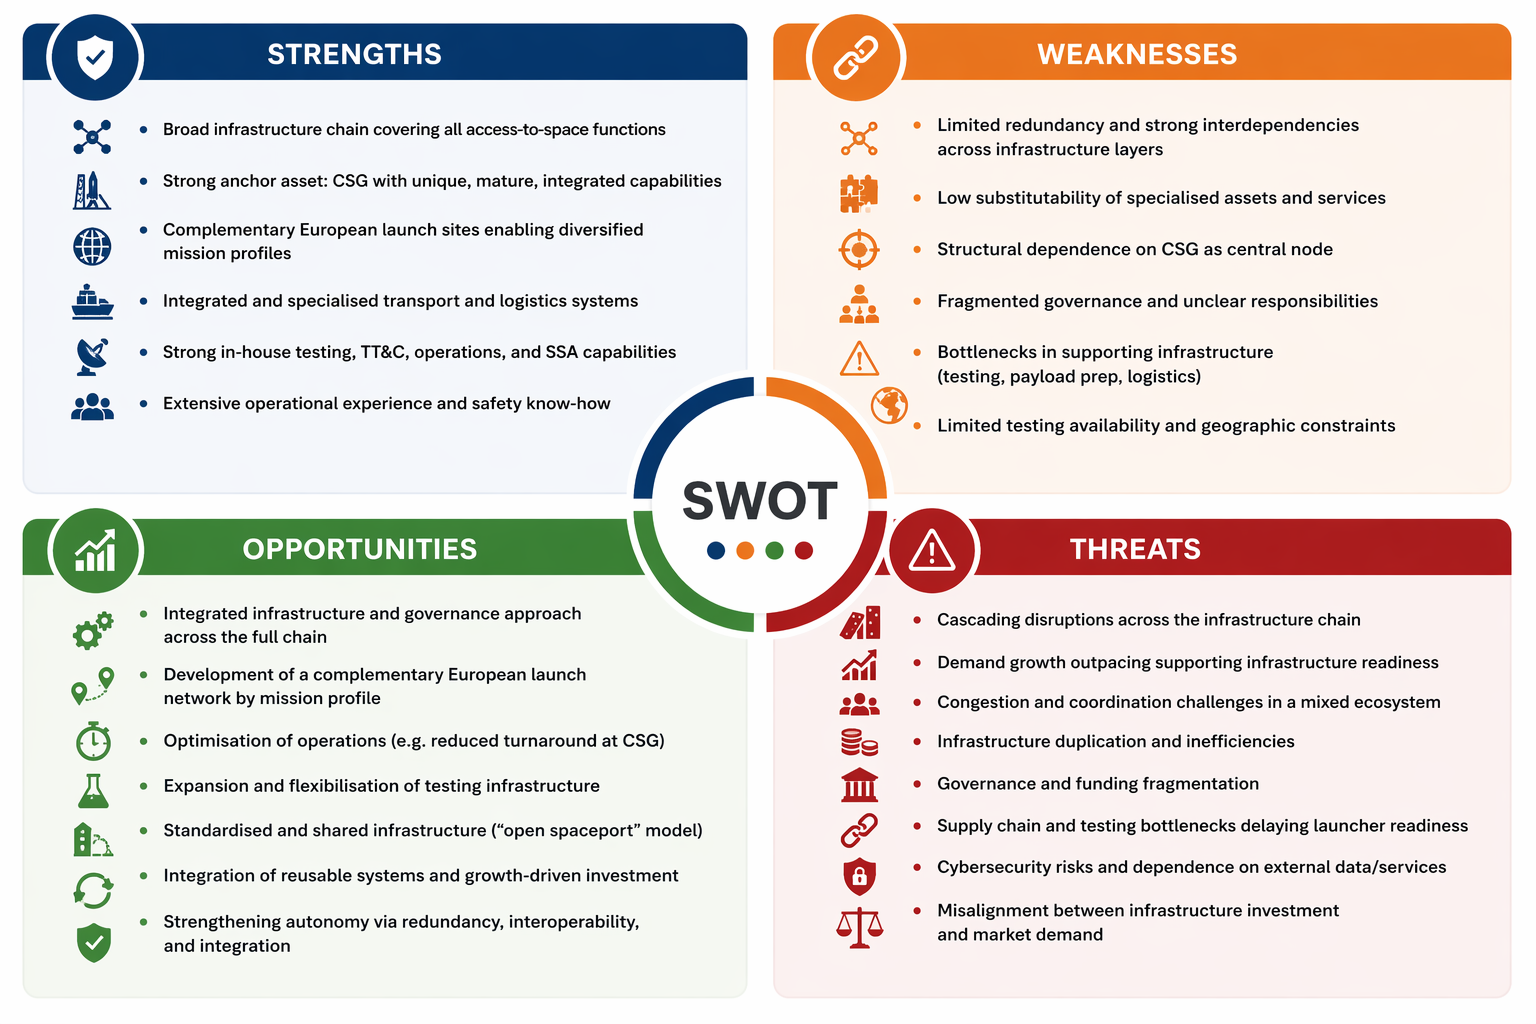 STRENGTHS
• Broad infrastructure chain covering all access-to-space functions
• Strong anchor asset: CSG with unique, mature, integrated capabilities
• Complementary European launch sites enabling diversified
mission profiles
• Integrated and specialised transport and logistics systems
• Strong in-house testing, TT&C, operations, and SSA capabilities
• Extensive operational experience and safety know-how
WEAKNESSES
• Limited redundancy and strong interdependencies
across infrastructure layers
• Low substitutability of specialised assets and services
• Structural dependence on CSG as central node
• Fragmented governance and unclear responsibilities
• Bottlenecks in supporting infrastructure
(testing, payload prep, logistics)
• Limited testing availability and geographic constraints
SWOT
OPPORTUNITIES
• Integrated infrastructure and governance approach
across the full chain
• Development of a complementary European launch
network by mission profile
• Optimisation of operations (e.g. reduced turnaround at CSG)
• Expansion and flexibilisation of testing infrastructure
• Standardised and shared infrastructure (“open spaceport” model)
• Integration of reusable systems and growth-driven investment
• Strengthening autonomy via redundancy, interoperability,
and integration
THREATS
• Cascading disruptions across the infrastructure chain
• Demand growth outpacing supporting infrastructure readiness
• Congestion and coordination challenges in a mixed ecosystem
• Infrastructure duplication and inefficiencies
• Governance and funding fragmentation
• Supply chain and testing bottlenecks delaying launcher readiness
• Cybersecurity risks and dependence on external data/services
• Misalignment between infrastructure investment
and market demand